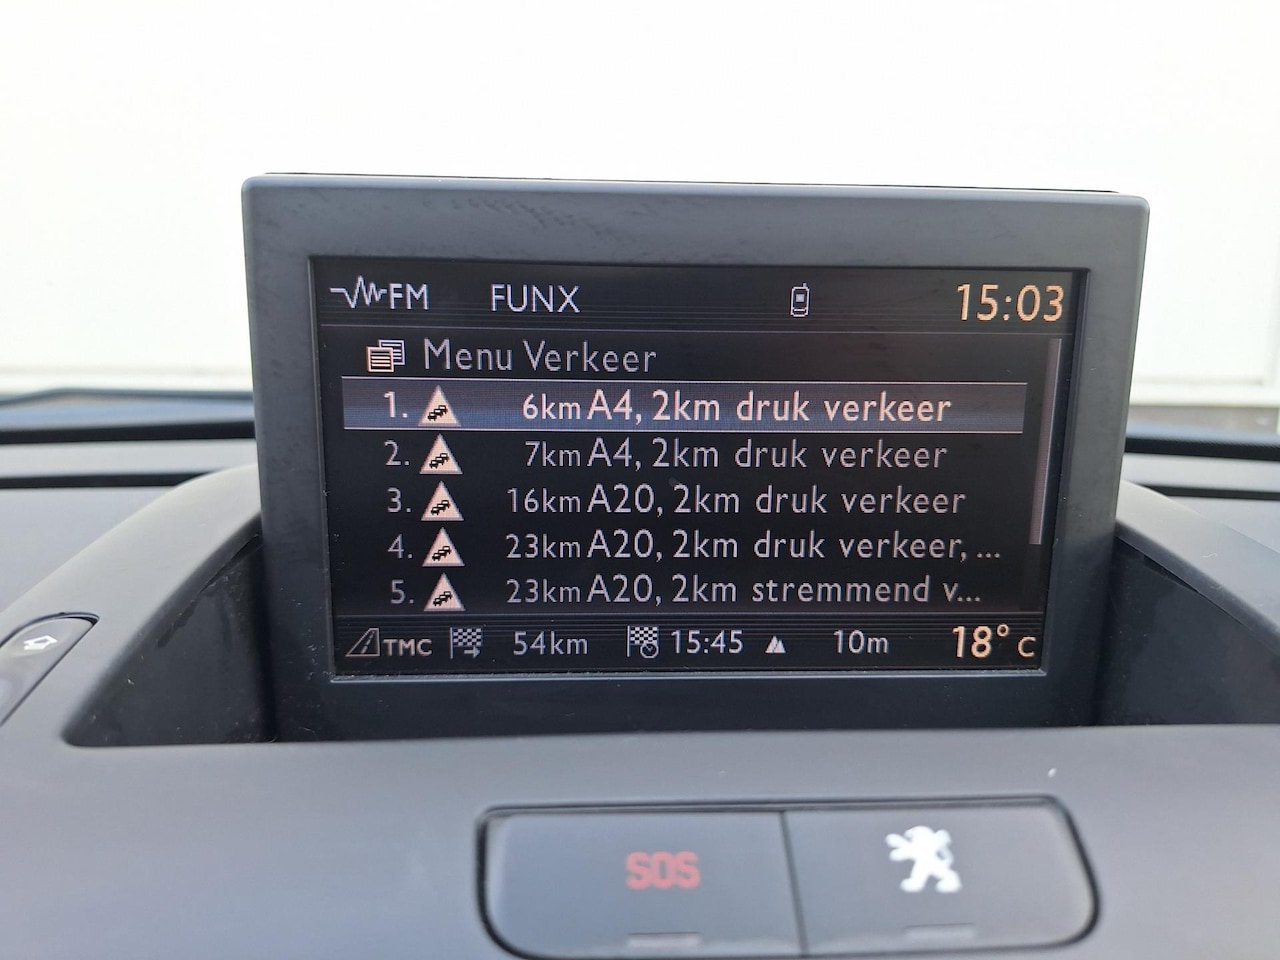 FM FUNX 15:03
Menu Verkeer
1. 6km A4, 2km druk verkeer
2. 7km A4, 2km druk verkeer
3. 16km A20, 2km druk verkeer
4. 23km A20, 2km druk verkeer, ...
5. 23km A20, 2km stremmend v...
TMC 54km 15:45 10m 18° C
SOS